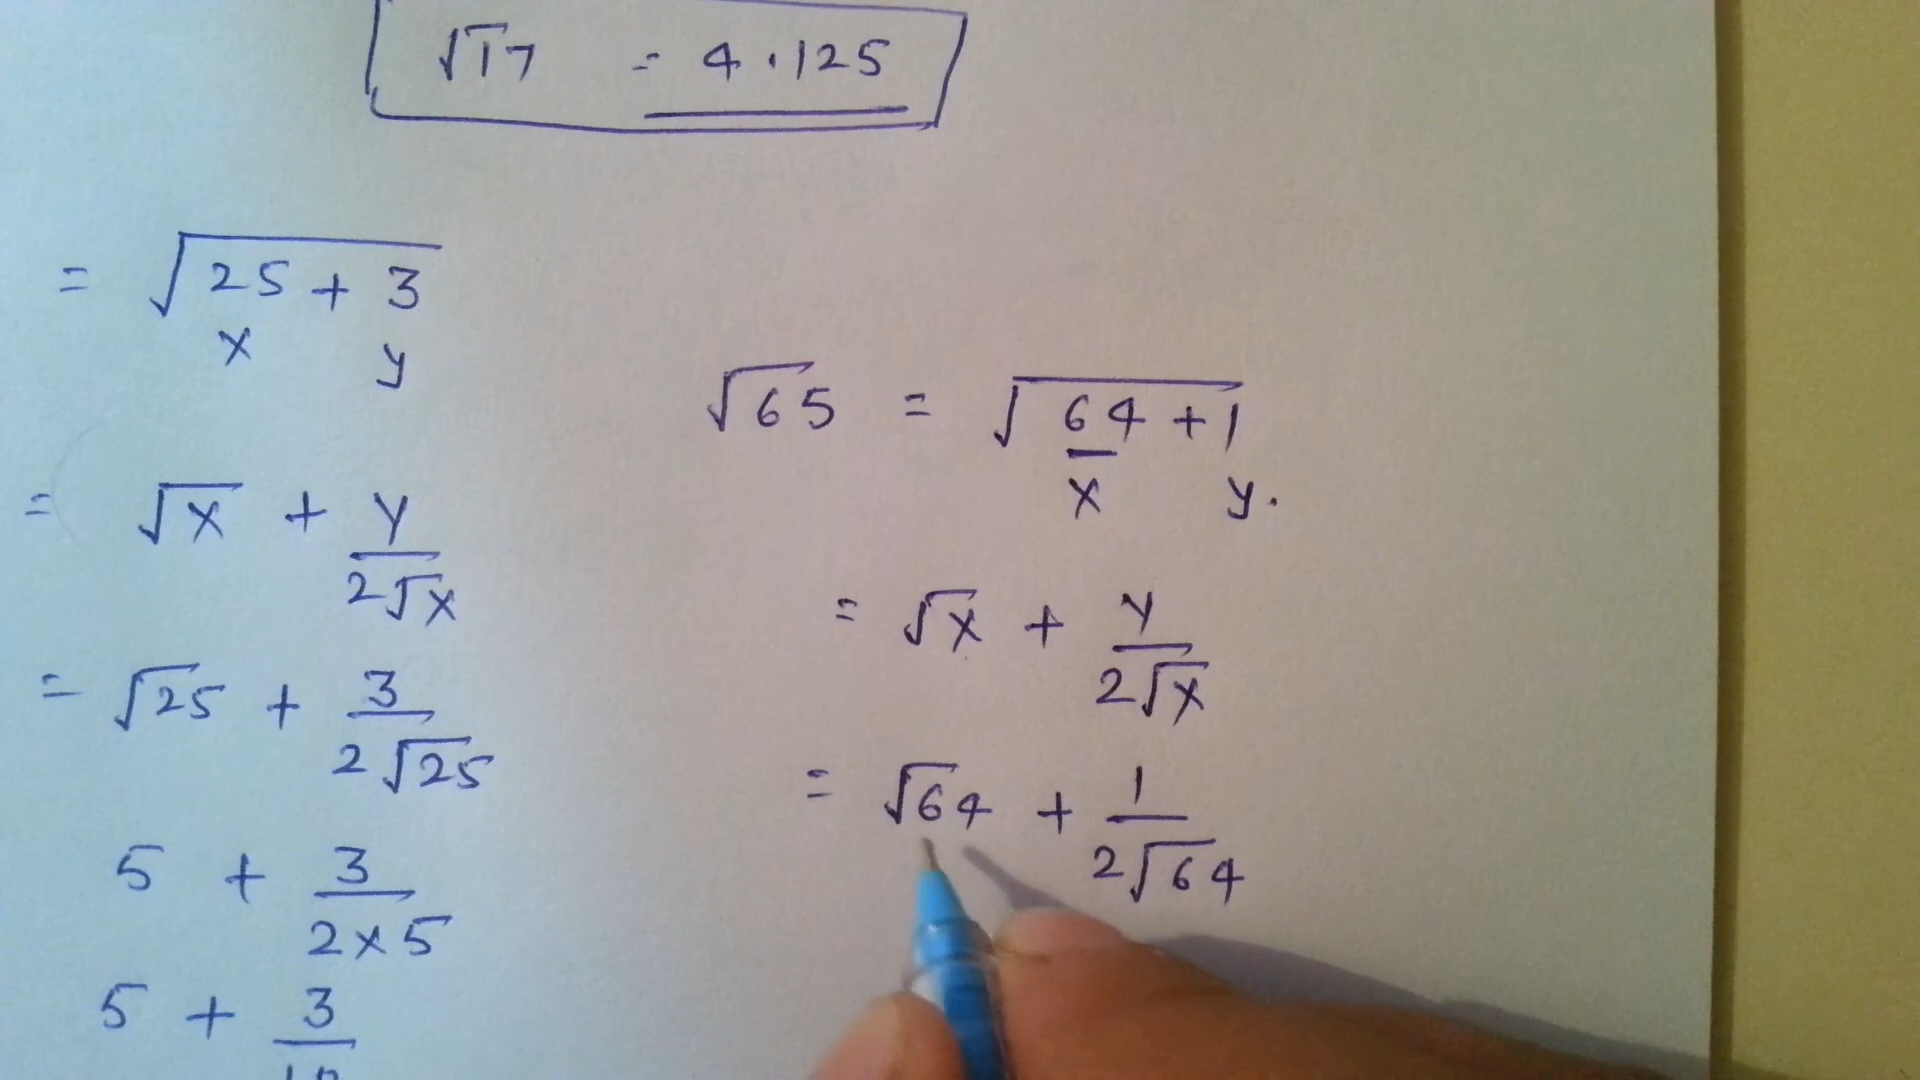 √17 = 4.125
= √25 + 3
x y
= √x + y/2√x
= √25 + 3/2√25
5 + 3/2×5
5 + 3/10
√65 = √64 + 1
x y.
= √x + y/2√x
= √64 + 1/2√64